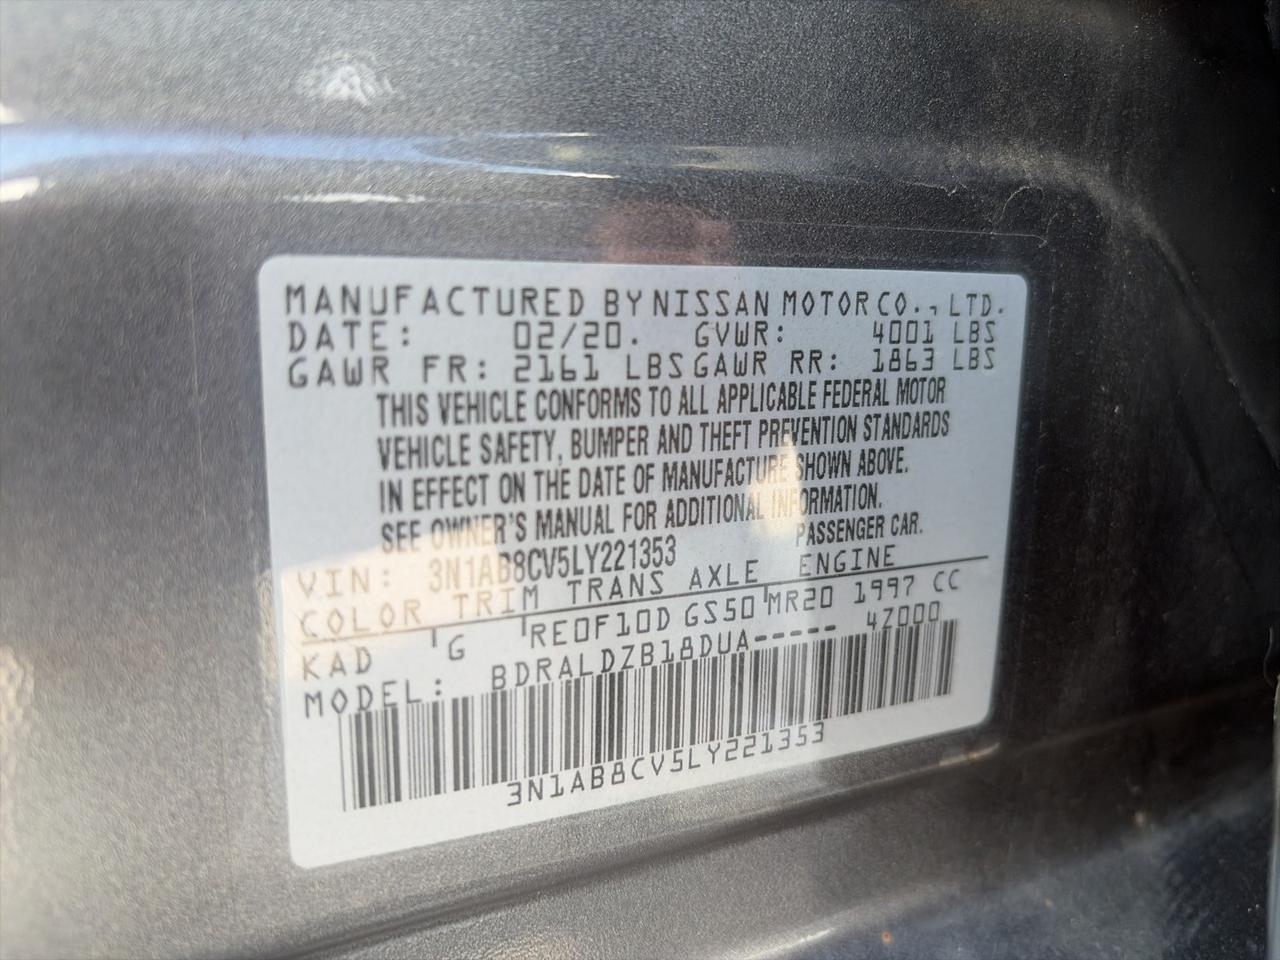 MANUFACTURED BY NISSAN MOTOR CO., LTD.
DATE: 02/20. GVWR: 4001 LBS
GAWR FR: 2161 LBS GAWR RR: 1863 LBS
THIS VEHICLE CONFORMS TO ALL APPLICABLE FEDERAL MOTOR
VEHICLE SAFETY, BUMPER AND THEFT PREVENTION STANDARDS
IN EFFECT ON THE DATE OF MANUFACTURE SHOWN ABOVE.
SEE OWNER'S MANUAL FOR ADDITIONAL INFORMATION.
VIN: 3N1AB8CV5LY221353 PASSENGER CAR.
COLOR TRIM TRANS AXLE ENGINE
KAD G RE0F10D GS50 MR20 1997 CC
MODEL: BDRALDZB18DUA----- 4Z000
3N1AB8CV5LY221353